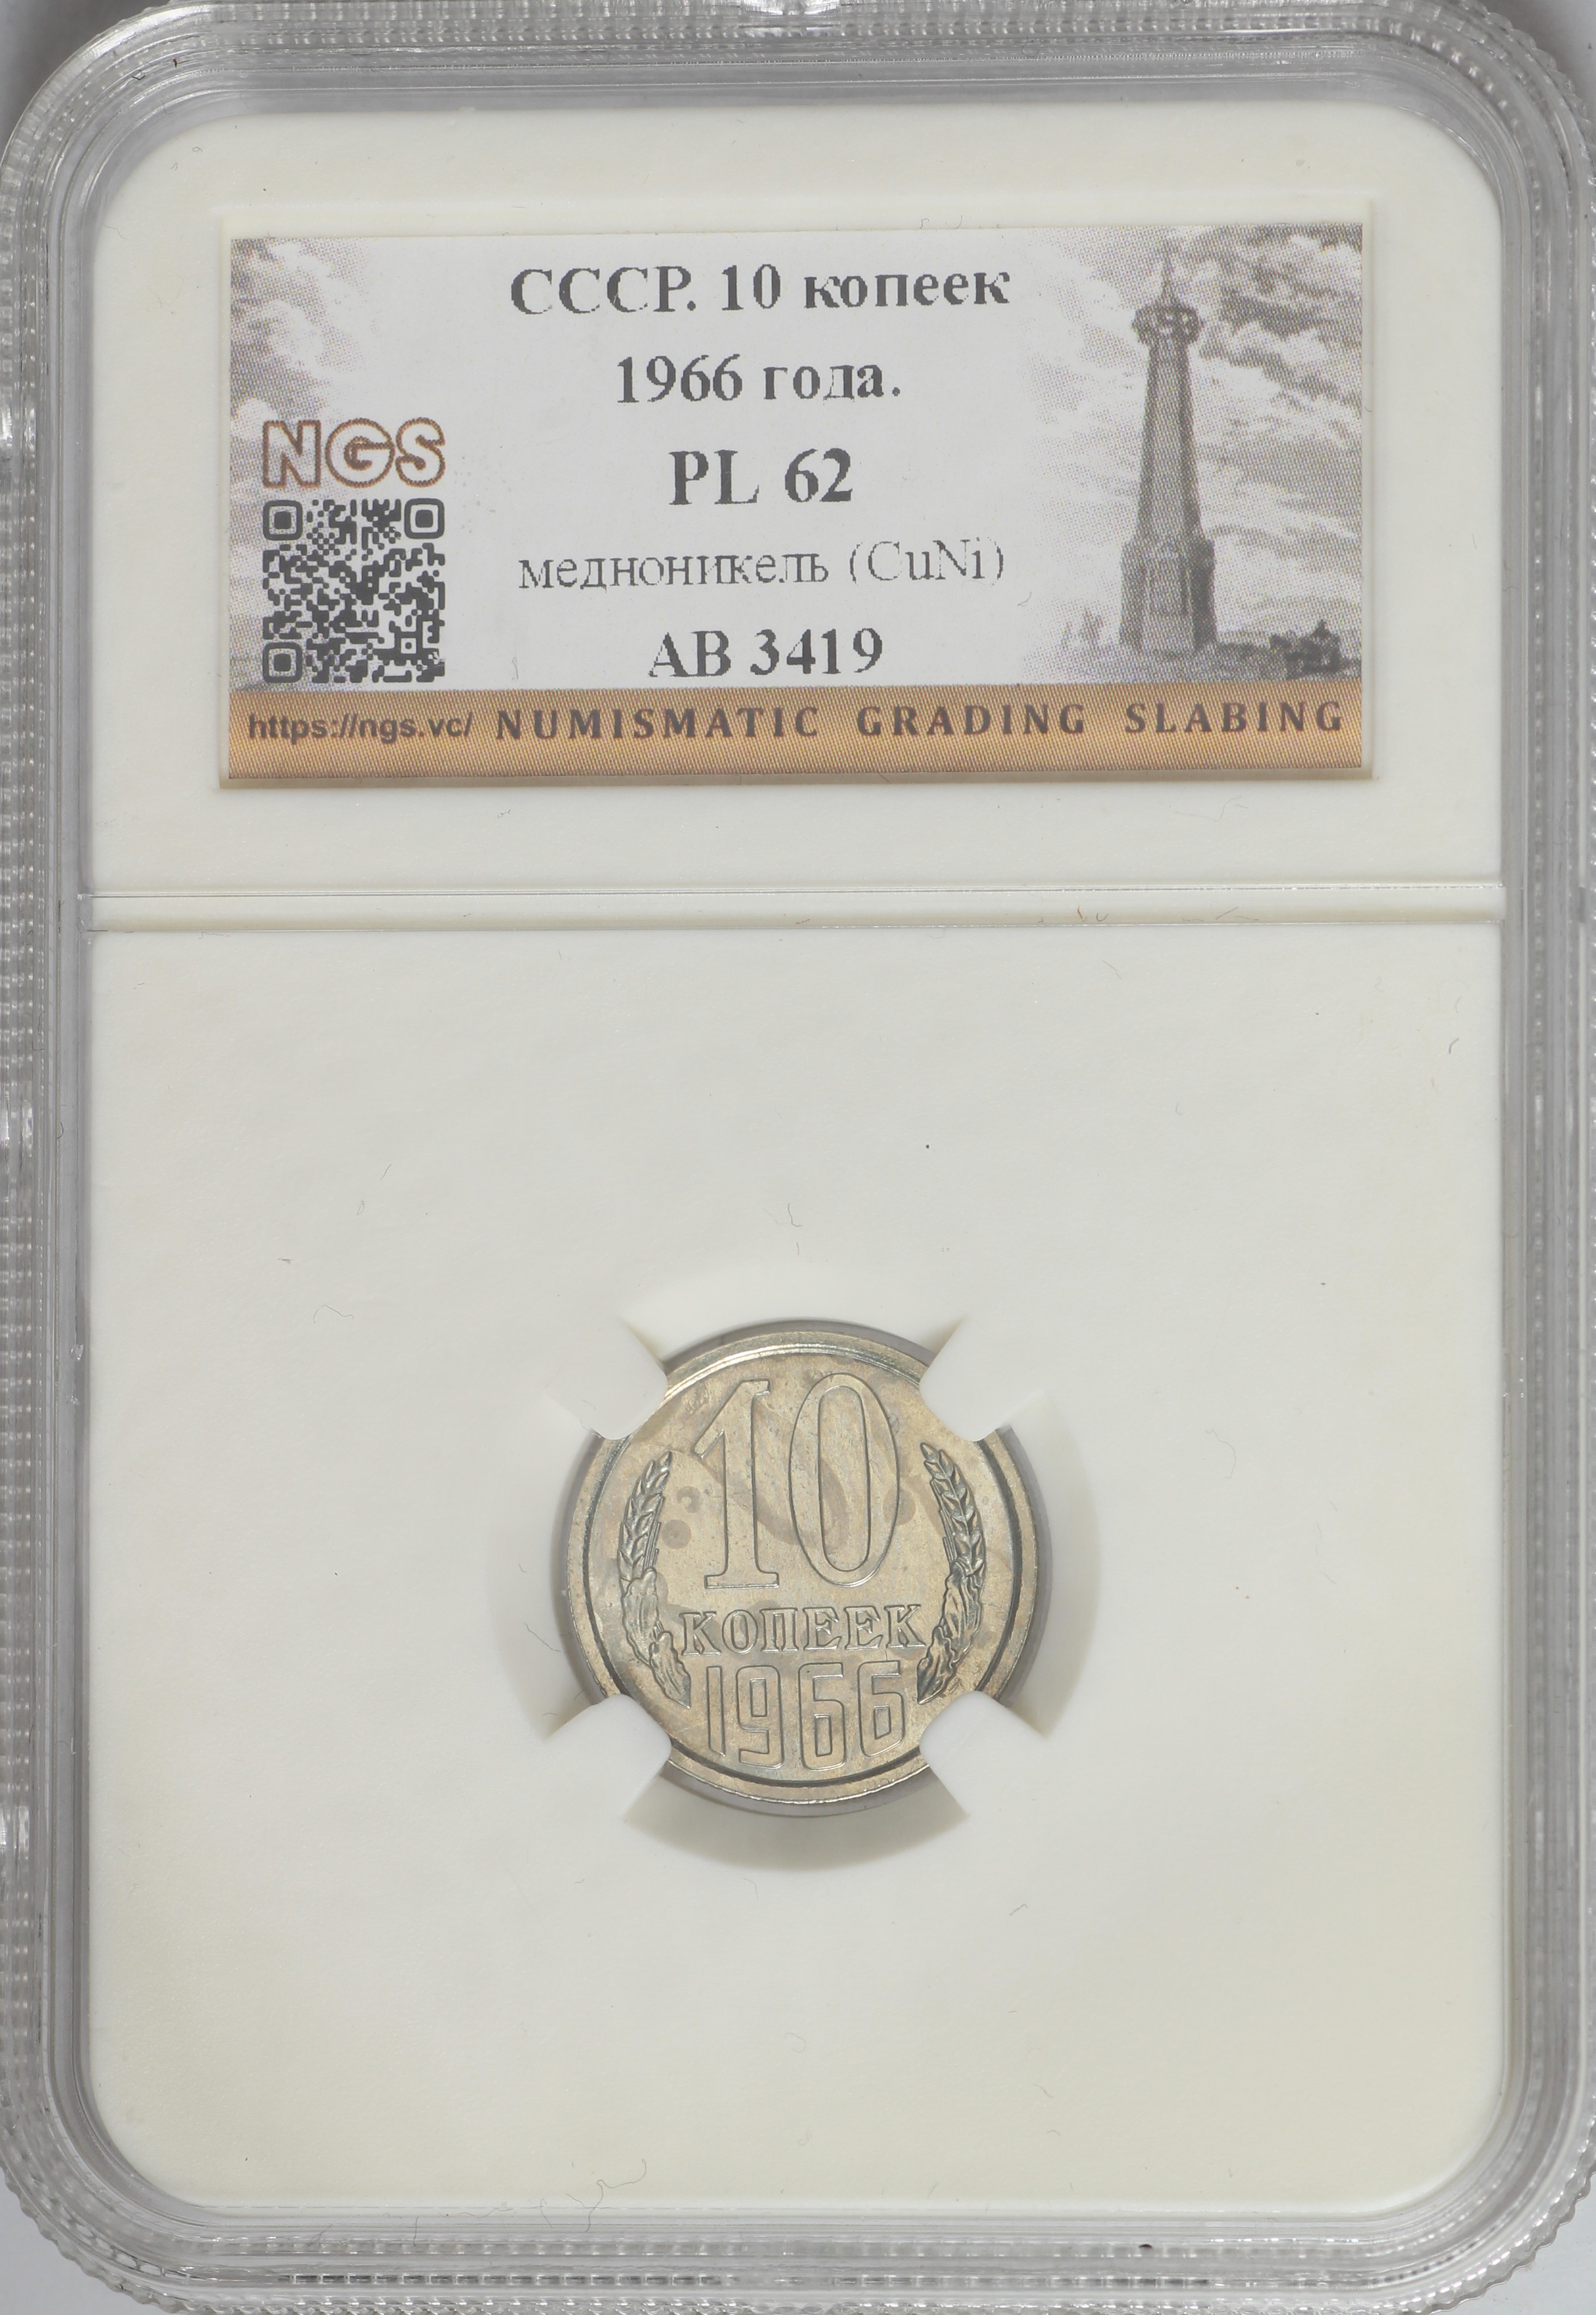 СССР. 10 копеек
1966 года.
NGS
PL 62
медноникель (CuNi)
AB 3419
https://ngs.vc/ NUMISMATIC GRADING SLABING
10
КОПЕЕК
1966